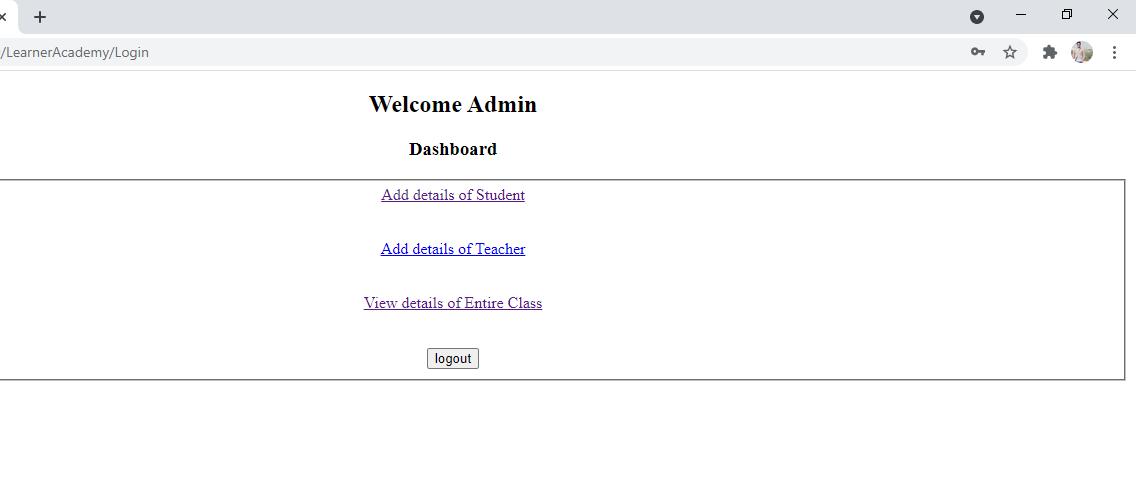 /LearnerAcademy/Login
Welcome Admin
Dashboard
Add details of Student
Add details of Teacher
View details of Entire Class
logout